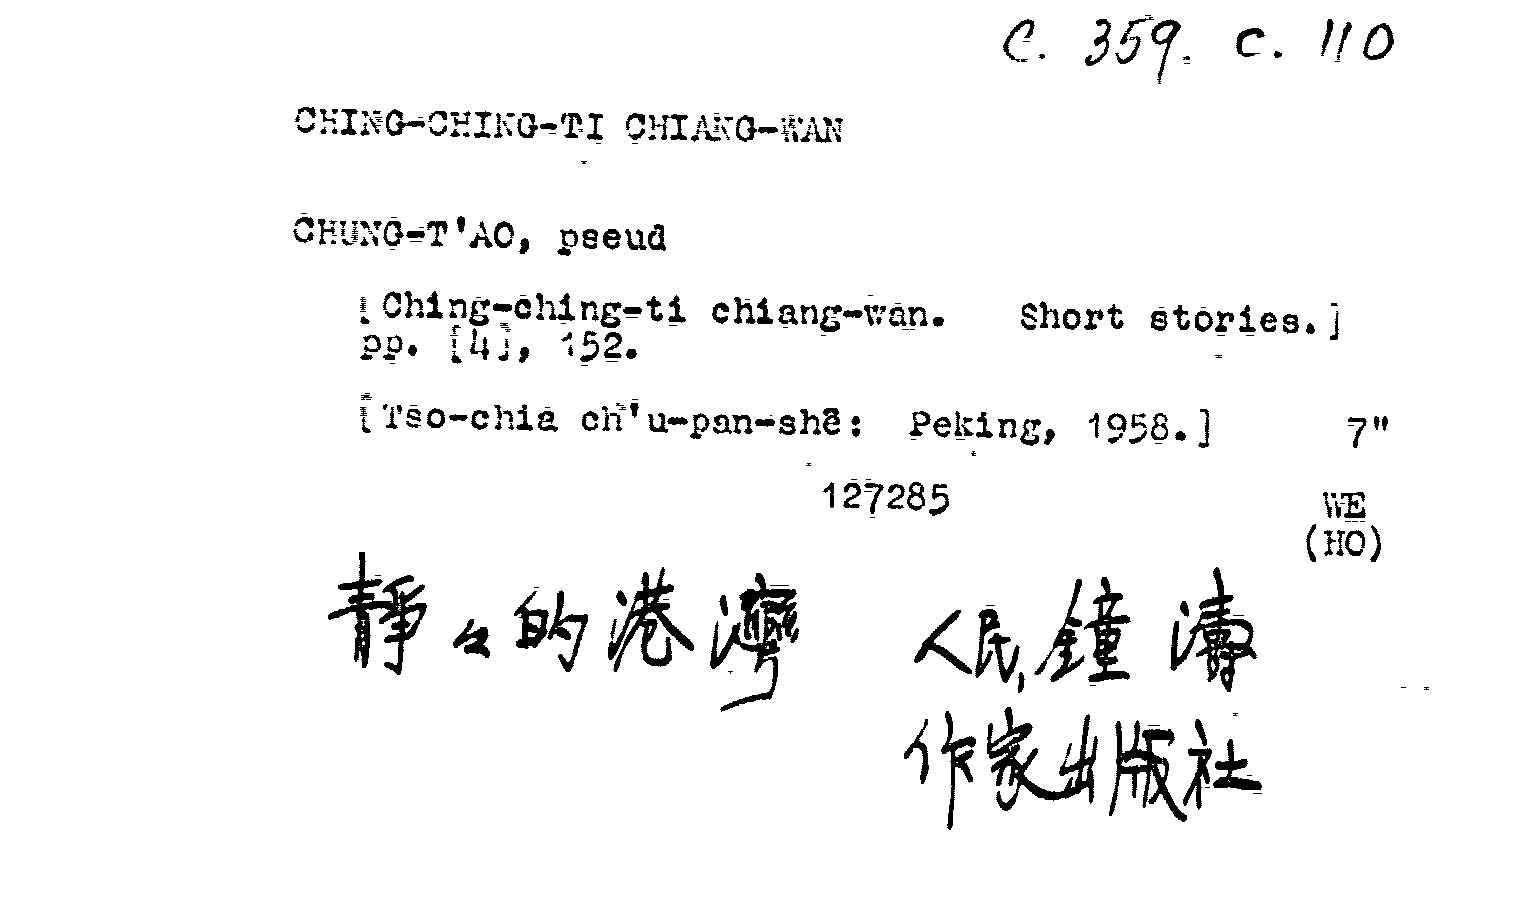 C. 359. c. 110
CHING-CHING-TI CHIANG-WAN
CHUNG-T'AO, pseud
[Ching-ching-ti chiang-wan. Short stories.]
pp. [4], 152.
[Tso-chia ch'u-pan-shê: Peking, 1958.] 7"
127285 WE
(HO)
靜々的港灣 人民, 鐘濤
作家出版社